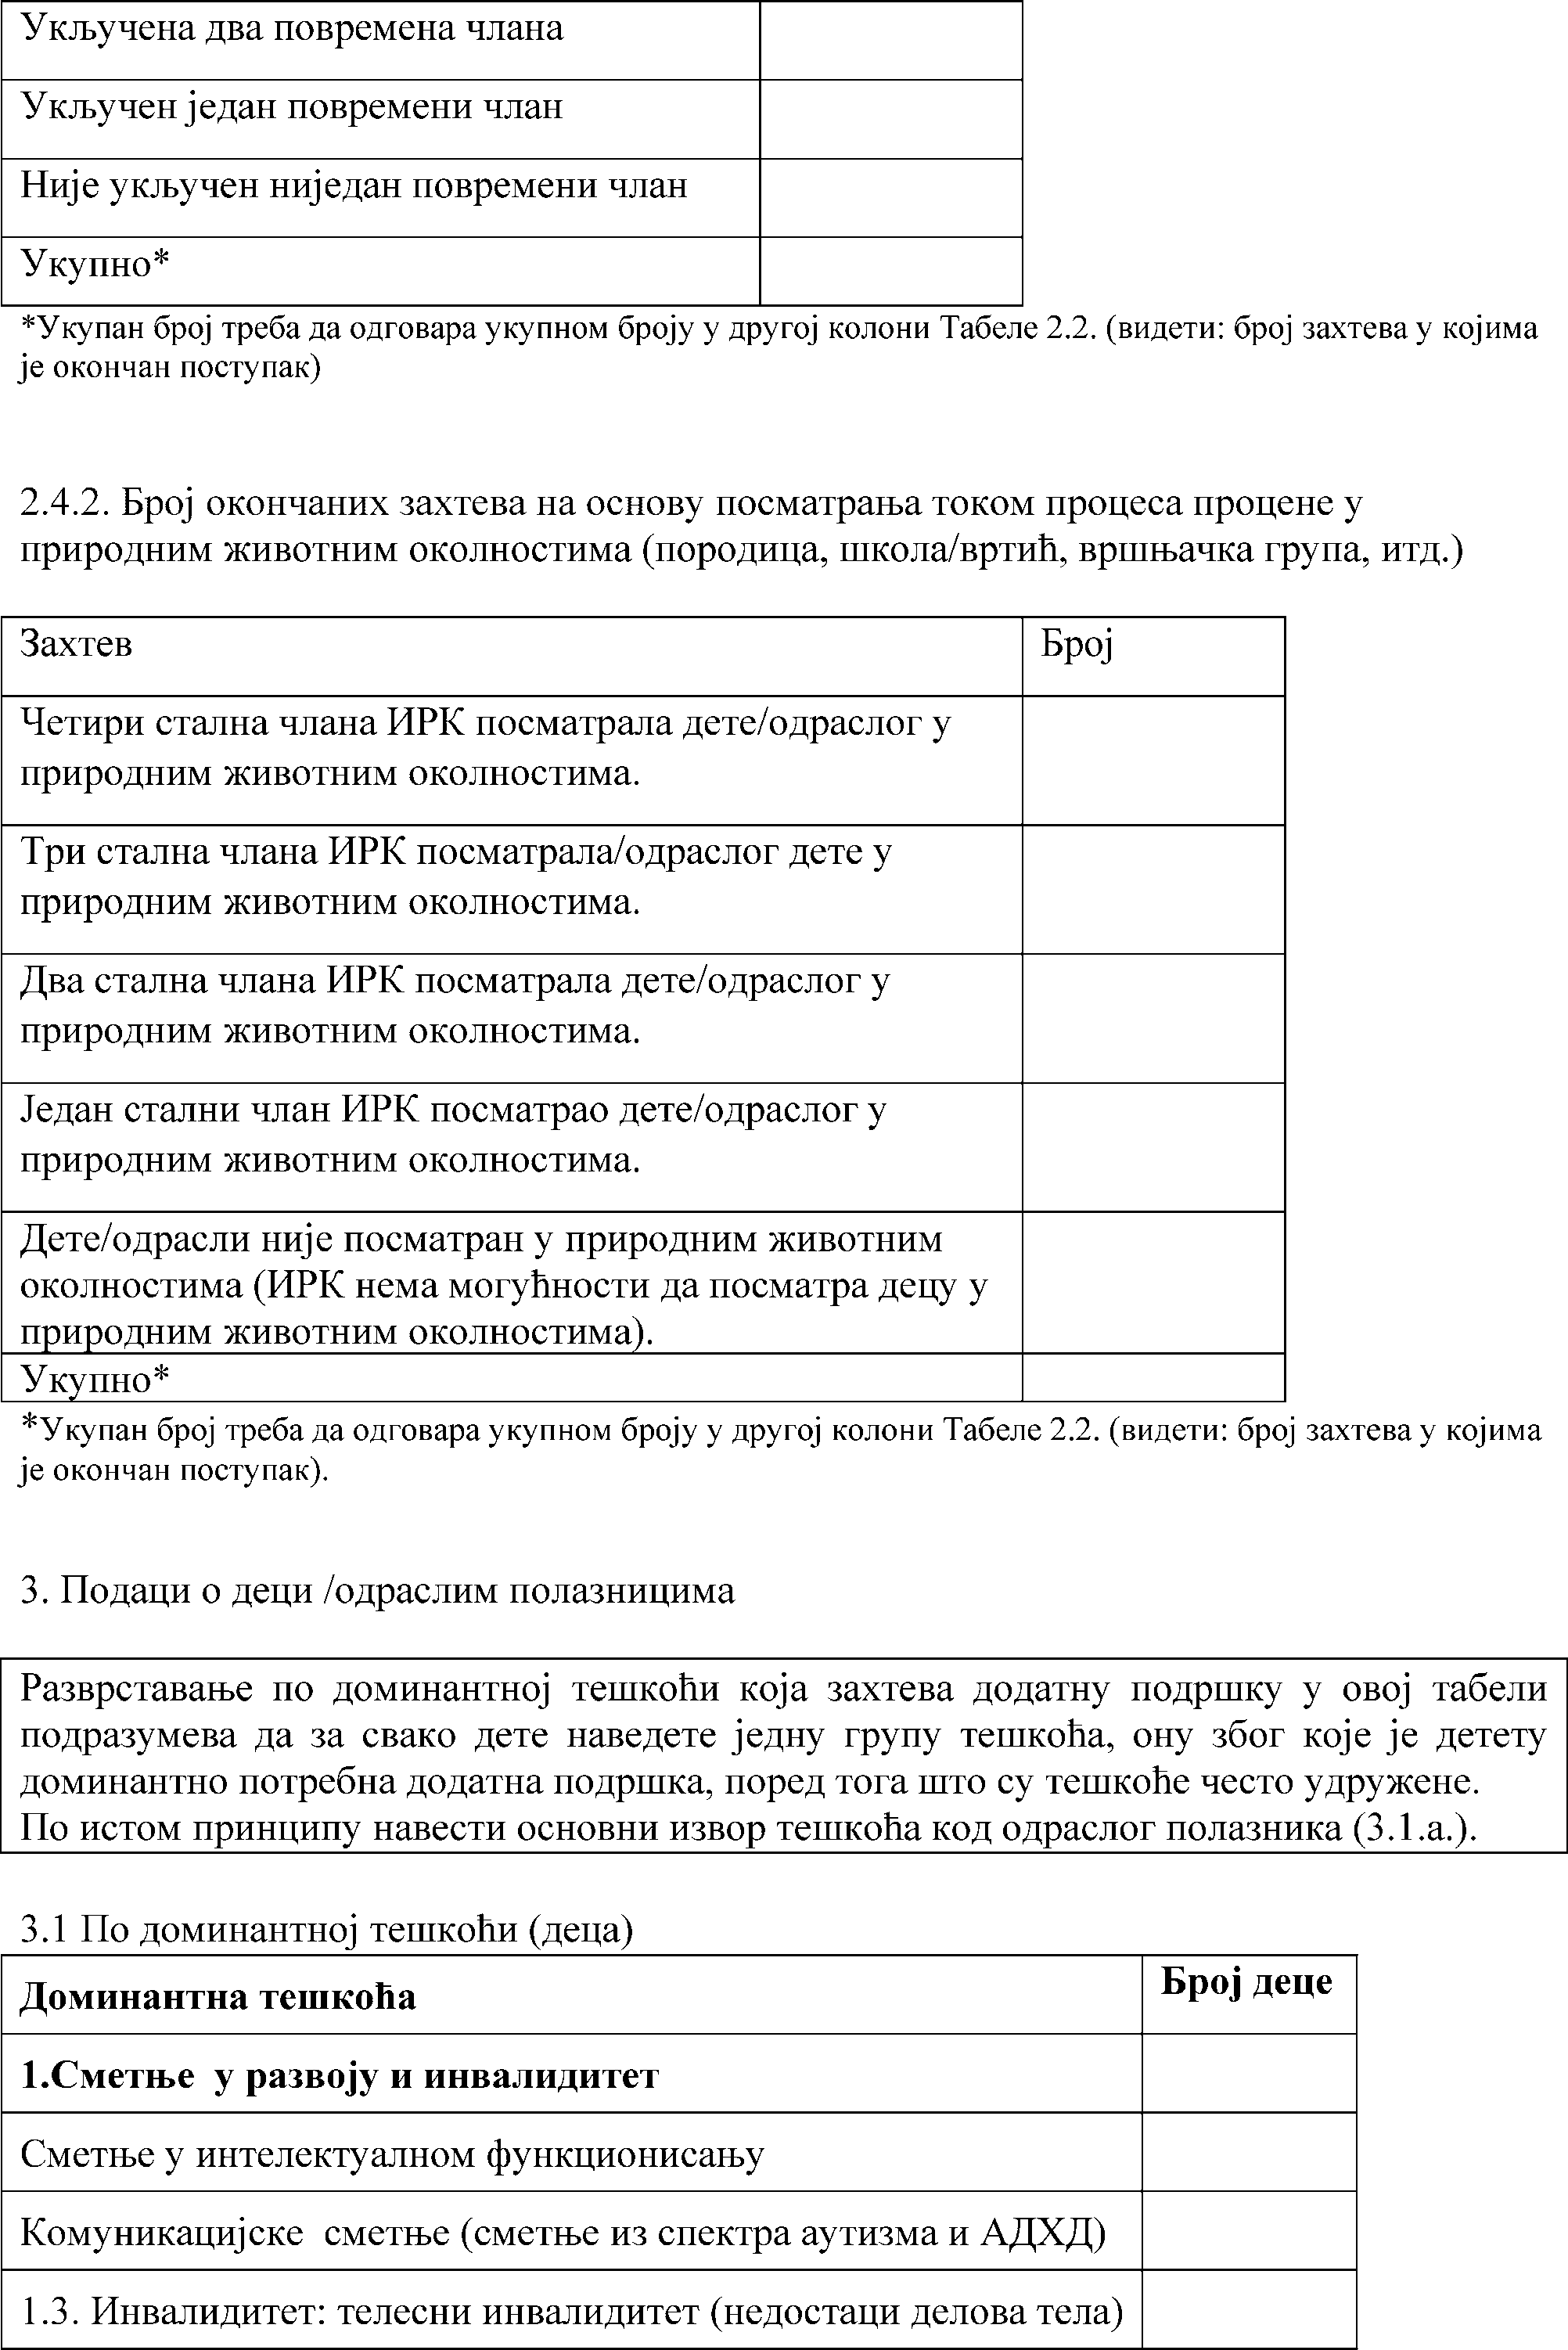 Укључена два повремена члана
Укључен један повремени члан
Није укључен ниједан повремени члан
Укупно*
*Укупан број треба да одговара укупном броју у другој колони Табеле 2.2. (видети: број захтева у којима
је окончан поступак)
2.4.2. Број окончаних захтева на основу посматрања током процеса процене у
природним животним околностима (породица, школа/вртић, вршњачка група, итд.)
Захтев Број
Четири стална члана ИРК посматрала дете/одраслог у
природним животним околностима.
Три стална члана ИРК посматрала/одраслог дете у
природним животним околностима.
Два стална члана ИРК посматрала дете/одраслог у
природним животним околностима.
Један стални члан ИРК посматрао дете/одраслог у
природним животним околностима.
Дете/одрасли није посматран у природним животним
околностима (ИРК нема могућности да посматра децу у
природним животним околностима).
Укупно*
*Укупан број треба да одговара укупном броју у другој колони Табеле 2.2. (видети: број захтева у којима
је окончан поступак).
3. Подаци о деци /одраслим полазницима
Разврставање по доминантној тешкоћи која захтева додатну подршку у овој табели
подразумева да за свако дете наведете једну групу тешкоћа, ону због које је детету
доминантно потребна додатна подршка, поред тога што су тешкоће често удружене.
По истом принципу навести основни извор тешкоћа код одраслог полазника (3.1.а.).
3.1 По доминантној тешкоћи (деца)
Доминантна тешкоћа Број деце
1.Сметње  у развоју и инвалидитет
Сметње у интелектуалном функционисању
Комуникацијске  сметње (сметње из спектра аутизма и АДХД)
1.3. Инвалидитет: телесни инвалидитет (недостаци делова тела)